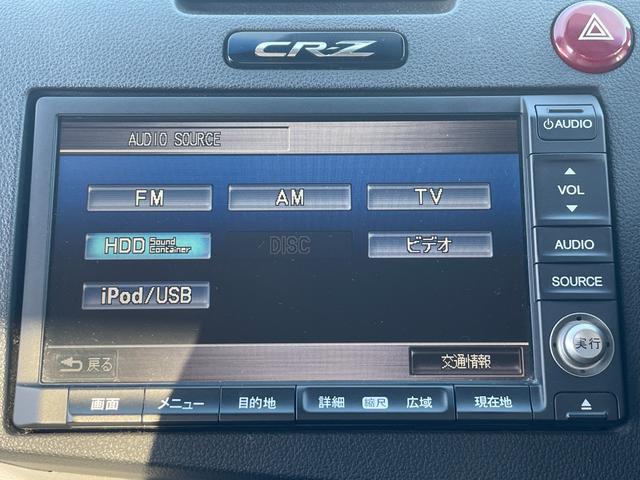 CR-Z
AUDIO SOURCE
FM AM TV
HDD Sound Container DISC ビデオ
iPod/USB
戻る 交通情報
AUDIO
VOL
AUDIO
SOURCE
実行
画面 メニュー 目的地 詳細 縮尺 広域 現在地